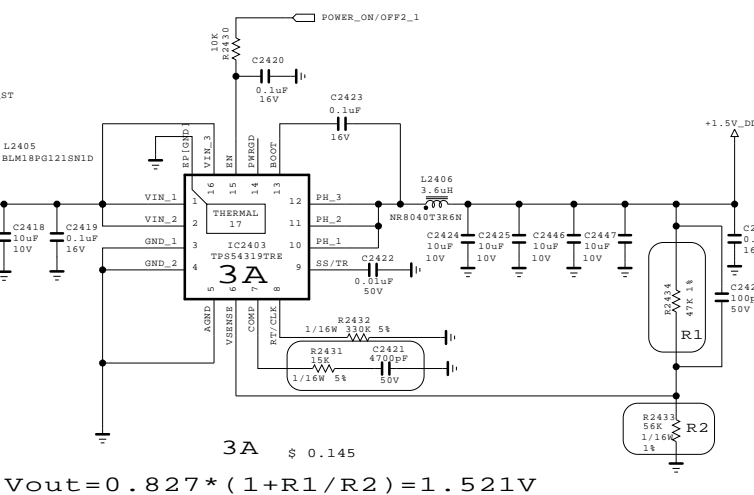 POWER_ON/OFF2_1
10K
R2430
C2420
0.1uF
16V
C2423
0.1uF
16V
_ST
L2405
BLM18PG121SN1D
+1.5V_D
EP[GND]
VIN_3
EN
PWRGD
BOOT
16
15
14
13
L2406
3.6uH
NR8040T3R6N
VIN_1
1
VIN_2
2
GND_1
3
GND_2
4
THERMAL
17
IC2403
TPS54319TRE
3A
12
PH_3
11
PH_2
10
PH_1
9
SS/TR
C2418
10uF
10V
C2419
0.1uF
16V
C2422
0.01uF
50V
C2424
10uF
10V
C2425
10uF
10V
C2446
10uF
10V
C2447
10uF
10V
C2
0.
16
R2434
47K 1%
R1
C242
100p
50V
5
6
7
8
AGND
VSENSE
COMP
RT/CLK
R2432
1/16W 330K 5%
R2431
15K
1/16W 5%
C2421
4700pF
50V
R2433
56K
1/16W
1%
R2
3A
$ 0.145
Vout=0.827*(1+R1/R2)=1.521V